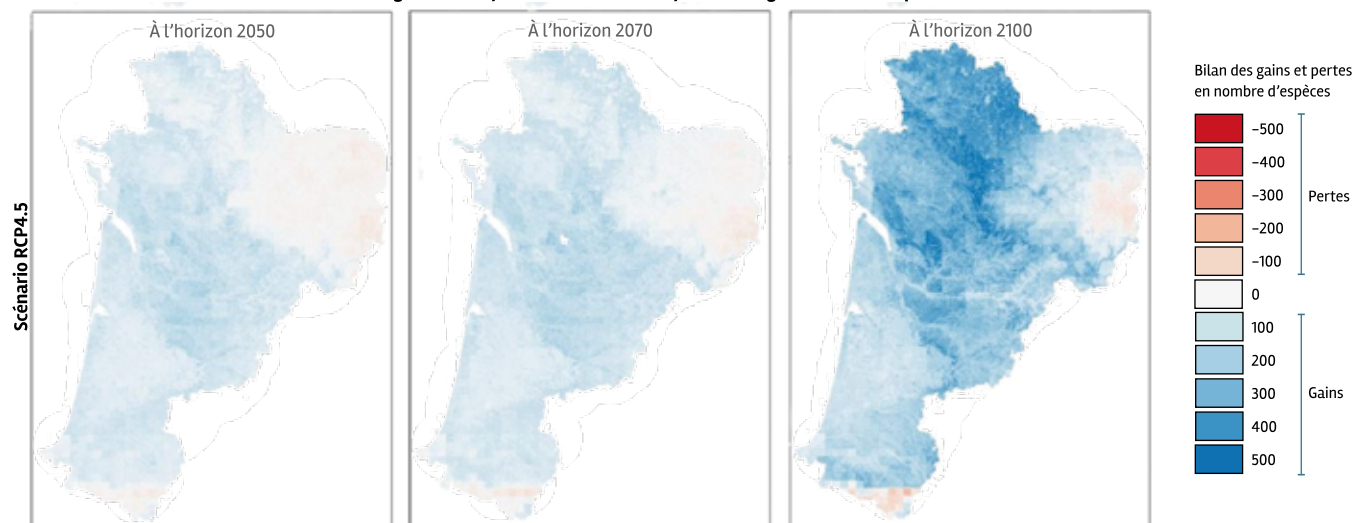 À l'horizon 2050
À l'horizon 2070
À l'horizon 2100
Scénario RCP4.5
Bilan des gains et pertes
en nombre d'espèces
–500
–400
–300
–200
–100
0
100
200
300
400
500
Pertes
Gains